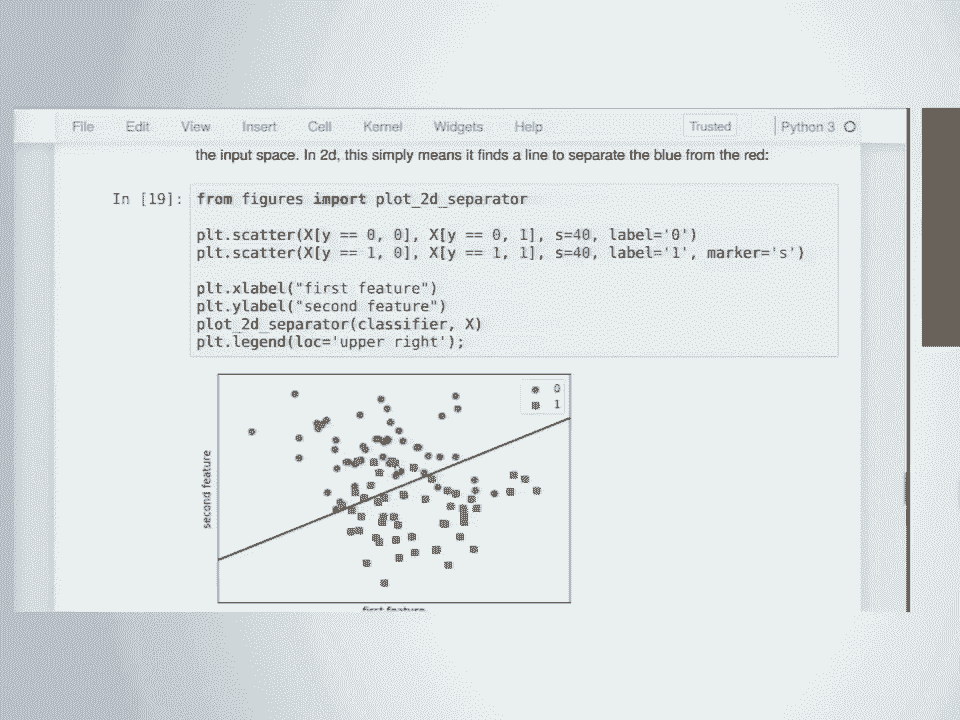 File Edit View Insert Cell Kernel Widgets Help Trusted Python 3
the input space. In 2d, this simply means it finds a line to separate the blue from the red:
In [19]: from figures import plot_2d_separator
plt.scatter(X[y == 0, 0], X[y == 0, 1], s=40, label='0')
plt.scatter(X[y == 1, 0], X[y == 1, 1], s=40, label='1', marker='s')
plt.xlabel("first feature")
plt.ylabel("second feature")
plot_2d_separator(classifier, X)
plt.legend(loc='upper right');
0
1
second feature
first feature